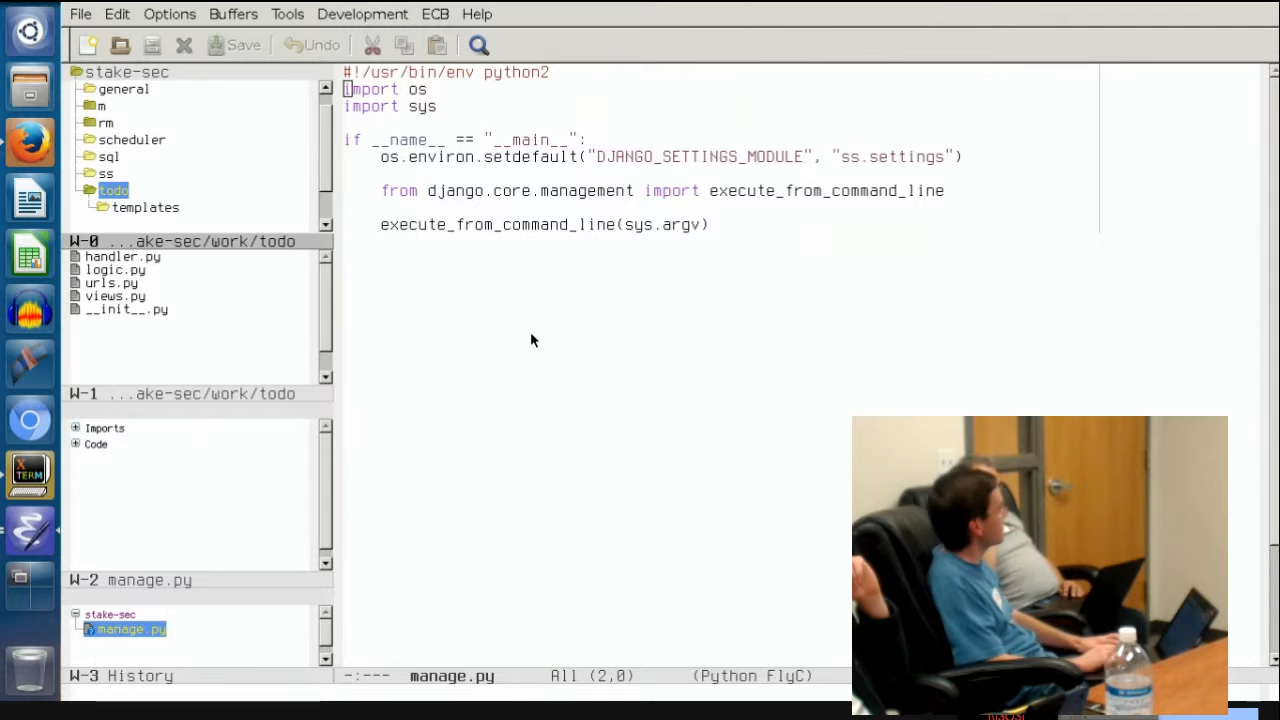 File Edit Options Buffers Tools Development ECB Help
Save Undo
stake-sec
general
m
rm
scheduler
sql
ss
todo
templates
W-0 ...ake-sec/work/todo
handler.py
logic.py
urls.py
views.py
__init__.py
W-1 ...ake-sec/work/todo
Imports
Code
W-2 manage.py
stake-sec
manage.py
W-3 History
#!/usr/bin/env python2
import os
import sys
if __name__ == "__main__":
os.environ.setdefault("DJANGO_SETTINGS_MODULE", "ss.settings")
from django.core.management import execute_from_command_line
execute_from_command_line(sys.argv)
-:--- manage.py All (2,0) (Python FlyC)
X
TERM